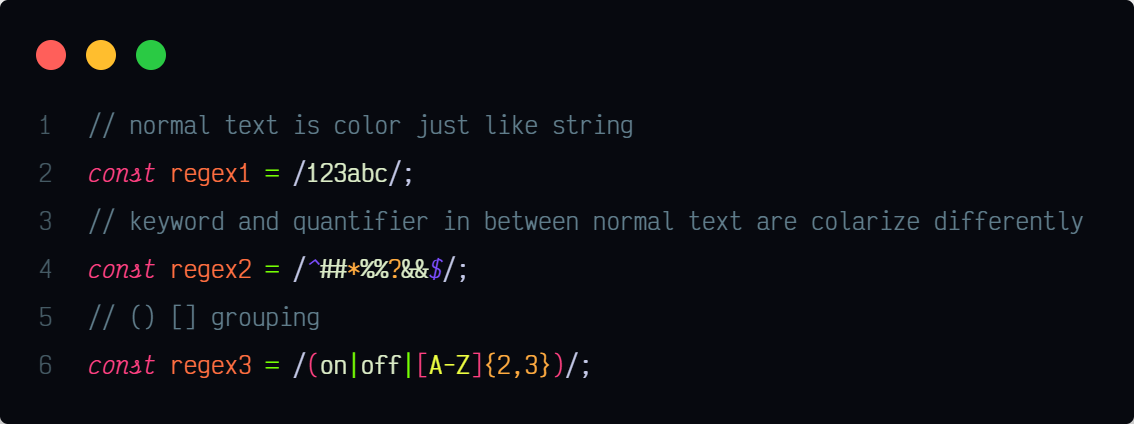 1 // normal text is color just like string
2 const regex1 = /123abc/;
3 // keyword and quantifier in between normal text are colarize differently
4 const regex2 = /^##*%%?&&$/;
5 // () [] grouping
6 const regex3 = /(on|off|[A-Z]{2,3})/;